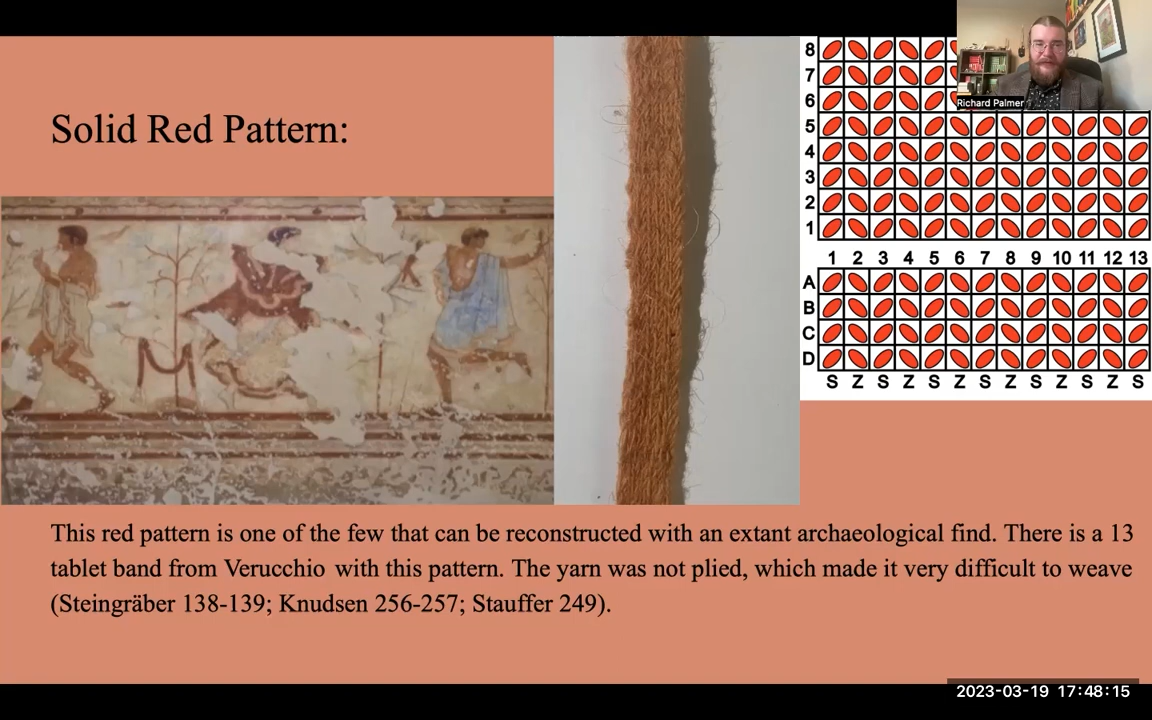 Solid Red Pattern:
8
7
6
5
4
3
2
1
1 2 3 4 5 6 7 8 9 10 11 12 13
A
B
C
D
S Z S Z S Z S Z S Z S Z S
Richard Palmer
This red pattern is one of the few that can be reconstructed with an extant archaeological find. There is a 13
tablet band from Verucchio with this pattern. The yarn was not plied, which made it very difficult to weave
(Steingräber 138-139; Knudsen 256-257; Stauffer 249).
2023-03-19 17:48:15